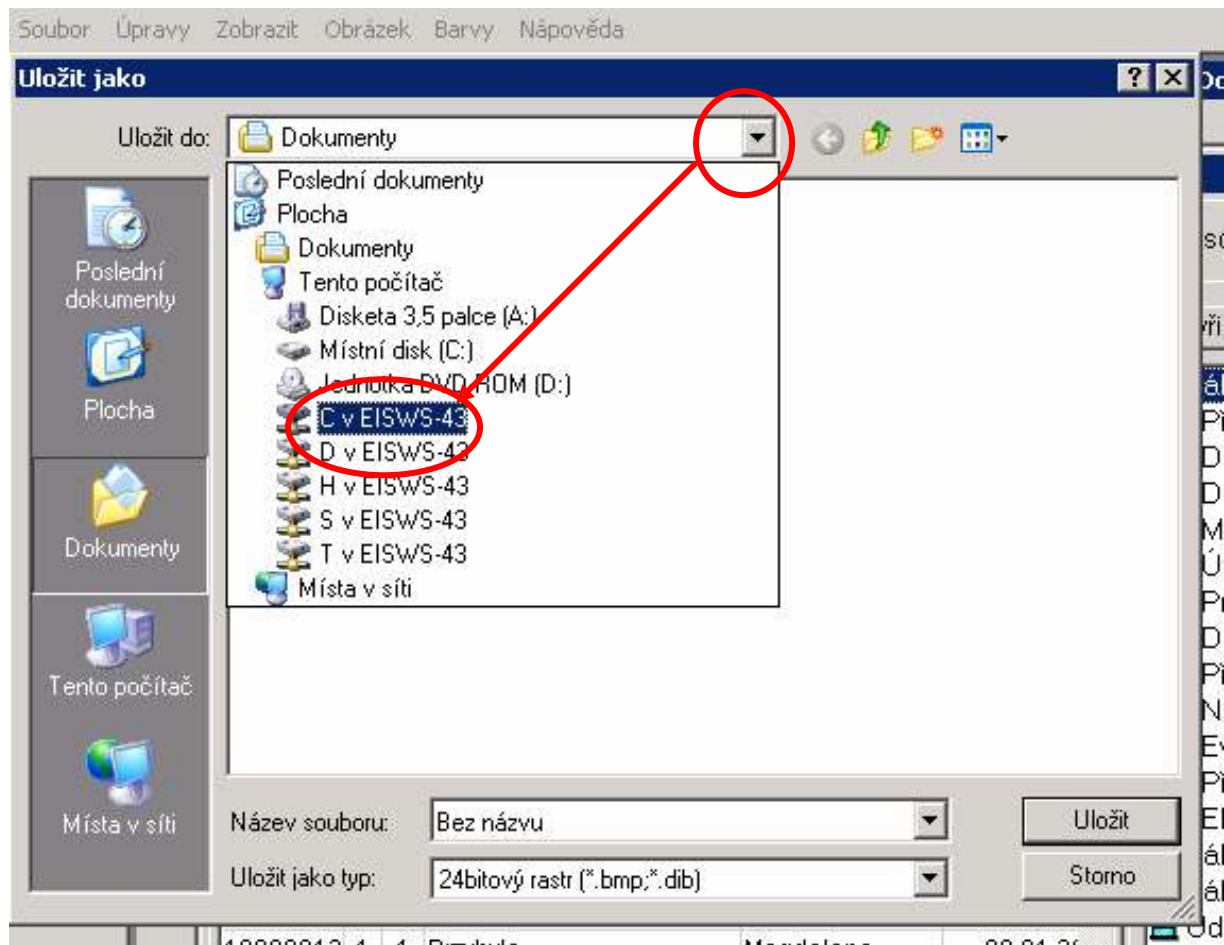 Soubor Úpravy Zobrazit Obrázek Barvy Nápověda
Uložit jako
Uložit do: Dokumenty
Poslední dokumenty
Plocha
Dokumenty
Tento počítač
Disketa 3,5 palce (A:)
Místní disk (C:)
Jednotka DVD-ROM (D:)
C v EISWS-43
D v EISWS-43
H v EISWS-43
S v EISWS-43
T v EISWS-43
Místa v síti
Poslední
dokumenty
Plocha
Dokumenty
Tento počítač
Místa v síti
Název souboru: Bez názvu
Uložit
Uložit jako typ: 24bitový rastr (*.bmp;*.dib)
Storno